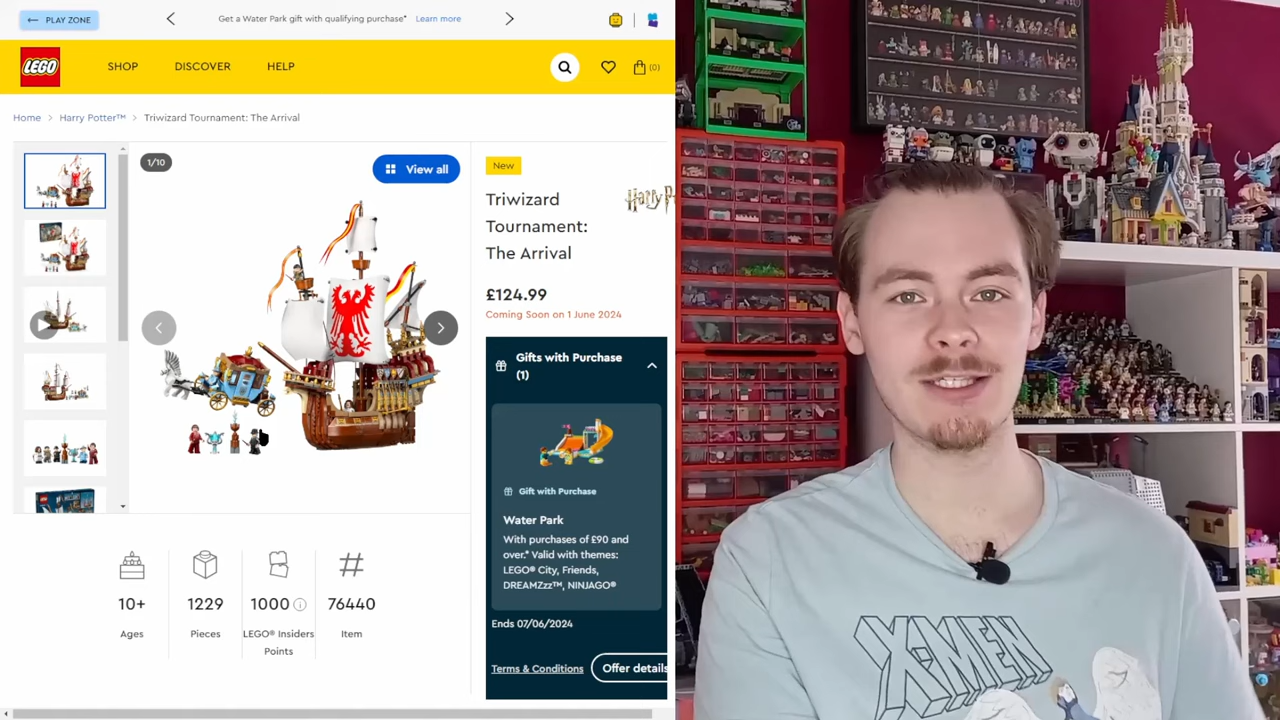 PLAY ZONE
Get a Water Park gift with qualifying purchase* Learn more
LEGO
SHOP DISCOVER HELP
(0)
Home > Harry Potter™ > Triwizard Tournament: The Arrival
1/10
View all
New
Triwizard
Tournament:
The Arrival
£124.99
Coming Soon on 1 June 2024
Gifts with Purchase
(1)
Gift with Purchase
Water Park
With purchases of £90 and
over.* Valid with themes:
LEGO® City, Friends,
DREAMZzz™, NINJAGO®
Ends 07/06/2024
Terms & Conditions
Offer details
10+
Ages
1229
Pieces
1000
LEGO® Insiders
Points
#
76440
Item
X-MEN